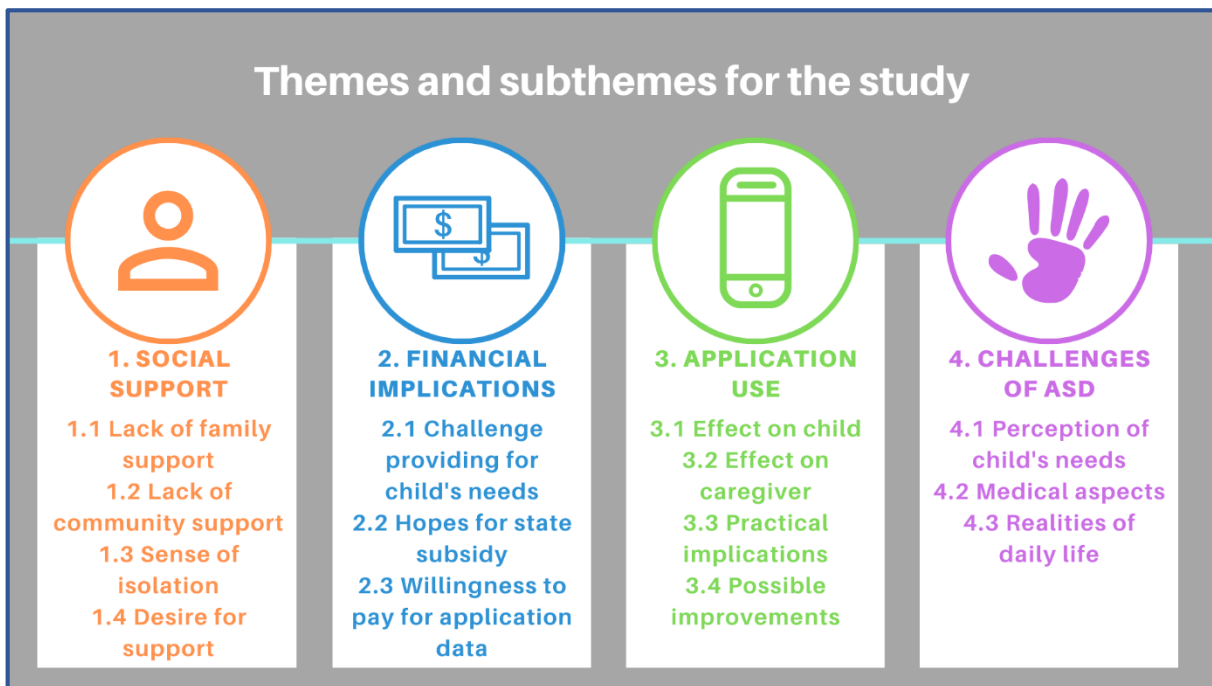 Themes and subthemes for the study
$
$
1. SOCIAL
SUPPORT
1.1 Lack of family
support
1.2 Lack of
community support
1.3 Sense of
isolation
1.4 Desire for
support
2. FINANCIAL
IMPLICATIONS
2.1 Challenge
providing for
child's needs
2.2 Hopes for state
subsidy
2.3 Willingness to
pay for application
data
3. APPLICATION
USE
3.1 Effect on child
3.2 Effect on
caregiver
3.3 Practical
implications
3.4 Possible
improvements
4. CHALLENGES
OF ASD
4.1 Perception of
child's needs
4.2 Medical aspects
4.3 Realities of
daily life